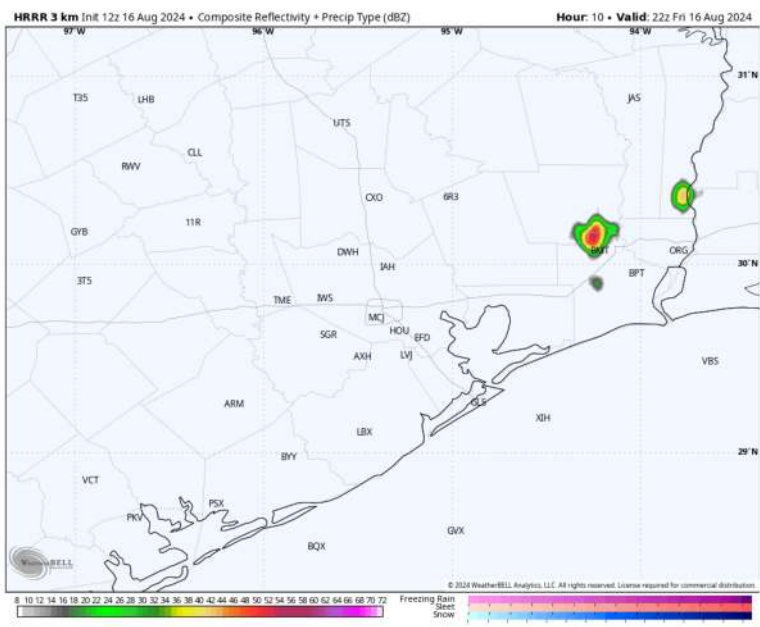 HRRR 3 km Init 12z 16 Aug 2024 • Composite Reflectivity + Precip Type (dBZ) Hour: 10 • Valid: 22z Fri 16 Aug 2024
97°W 96°W 95°W 94°W
31°N
T35 LHB JAS
UTS
CLL
RWV
CXO 6R3
11R
GYB
DWH BMT ORG
30°N
IAH BPT
3T5
TME IWS
MCJ
SGR HOU EFD
AXH LVJ VBS
ARM GLS
XIH
LBX
BYY 29°N
VCT
PSX
PKV
GVX
BQX
WeatherBELL
© 2024 WeatherBELL Analytics, LLC. All rights reserved. License required for commercial distribution.
8 10 12 14 16 18 20 22 24 26 28 30 32 34 36 38 40 42 44 46 48 50 52 54 56 58 60 62 64 66 68 70 72
Freezing Rain
Sleet
Snow